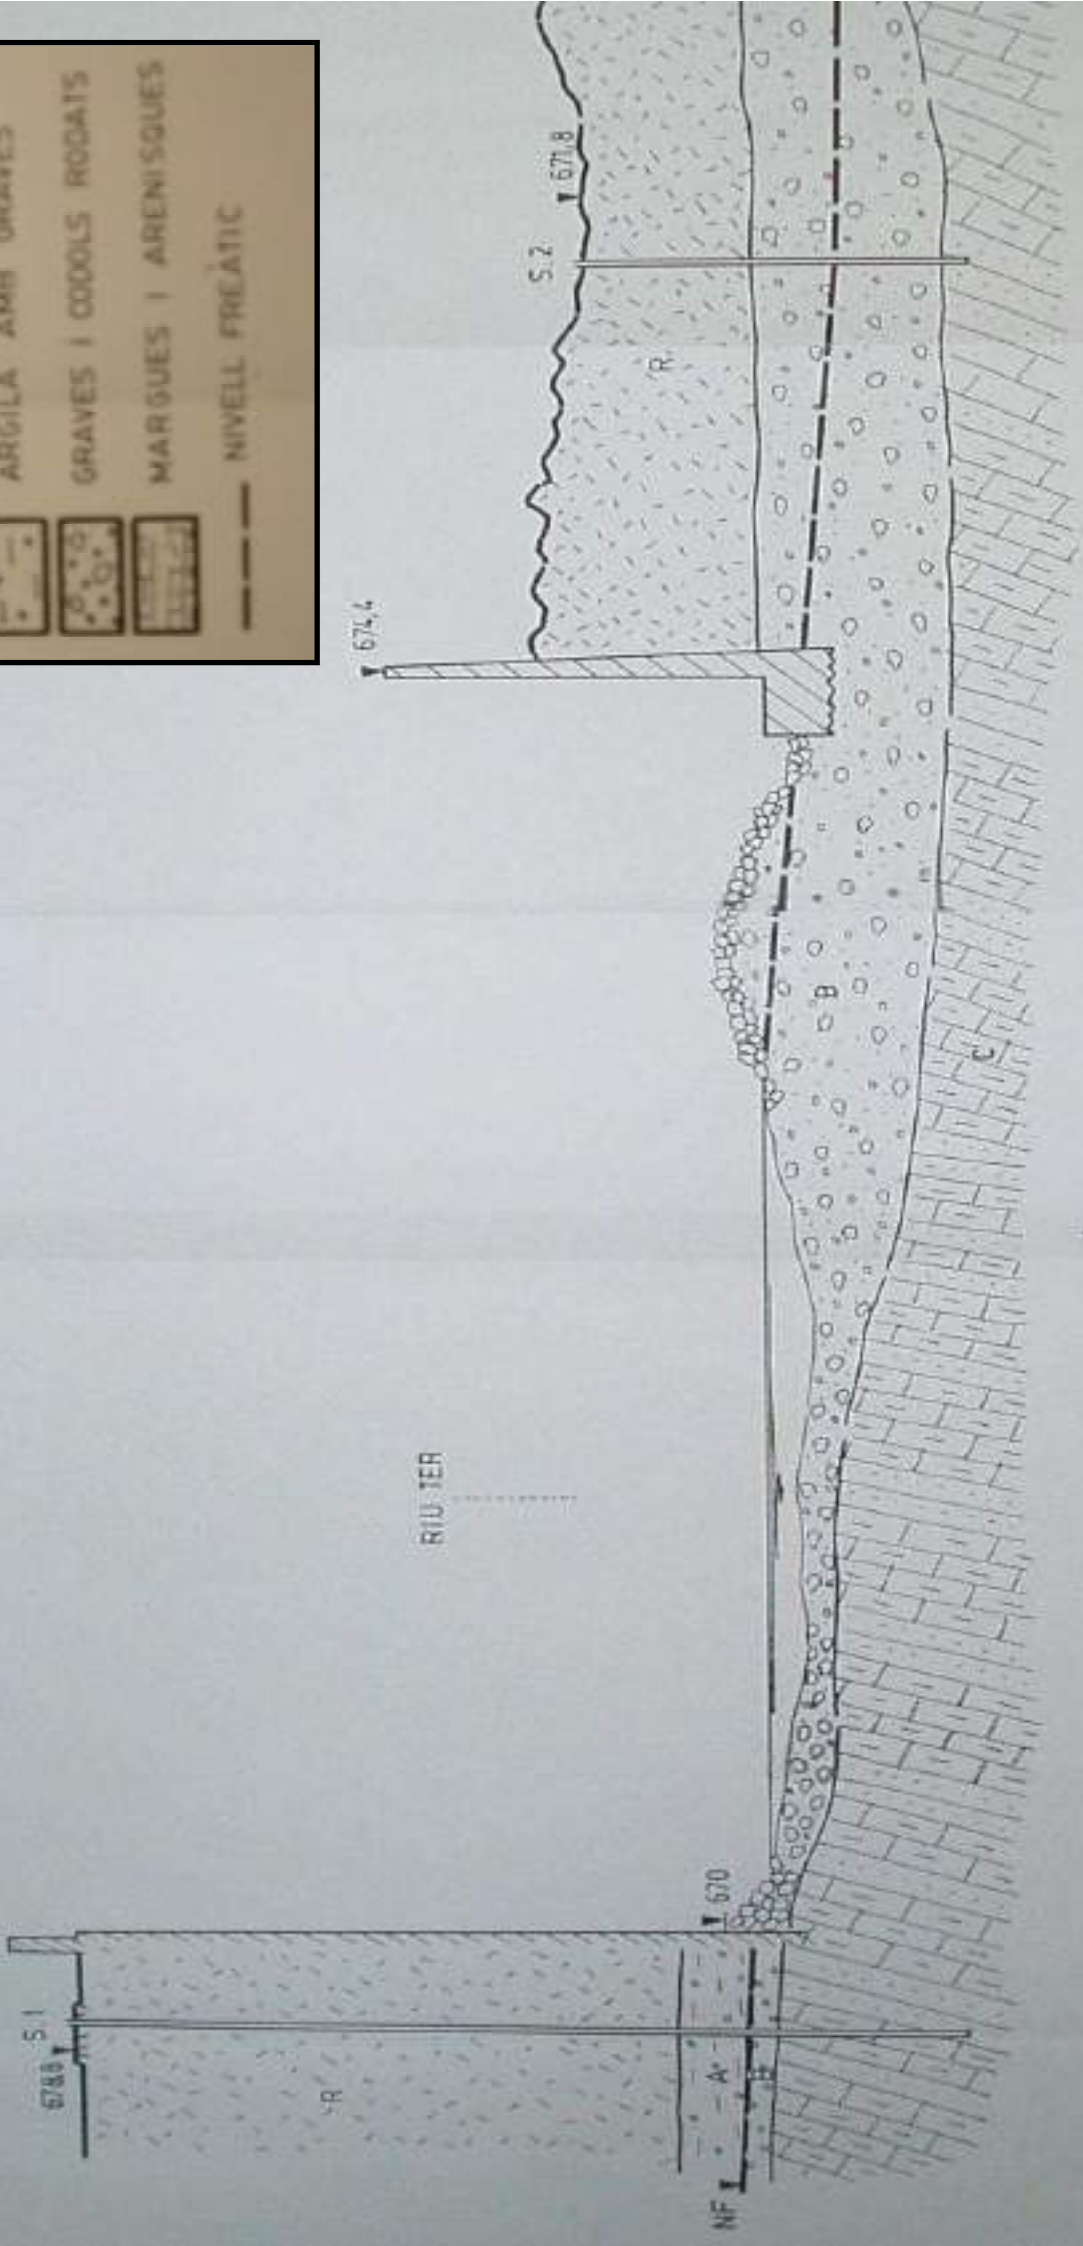 ARGILA AMB GRAVES
GRAVES I CODOLS RODATS
MARGUES I ARENISQUES
NIVELL FREÀTIC
678,8
S 1
R
A
B
NF
670
RIU TER
B
C
674,4
R
S. 2
671,8